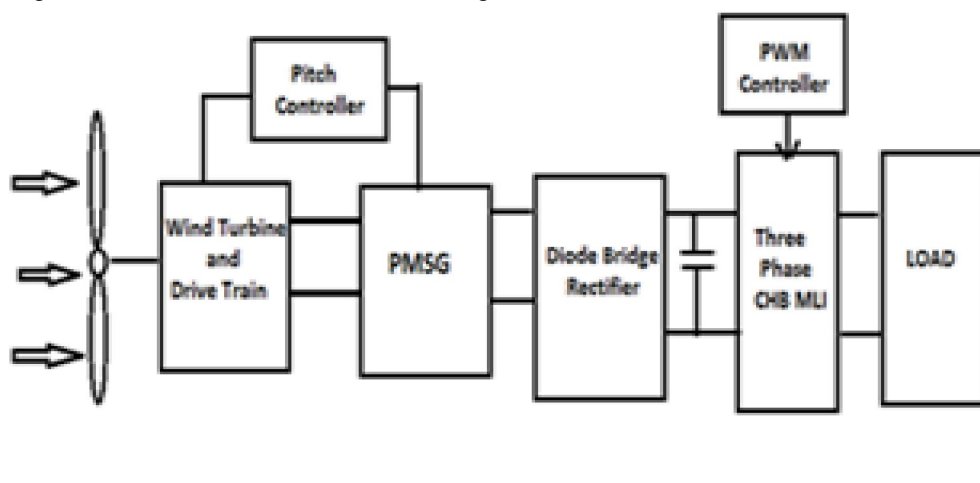 Pitch
Controller
PWM
Controller
Wind Turbine
and
Drive Train
PMSG
Diode Bridge
Rectifier
Three
Phase
CHB MLI
LOAD